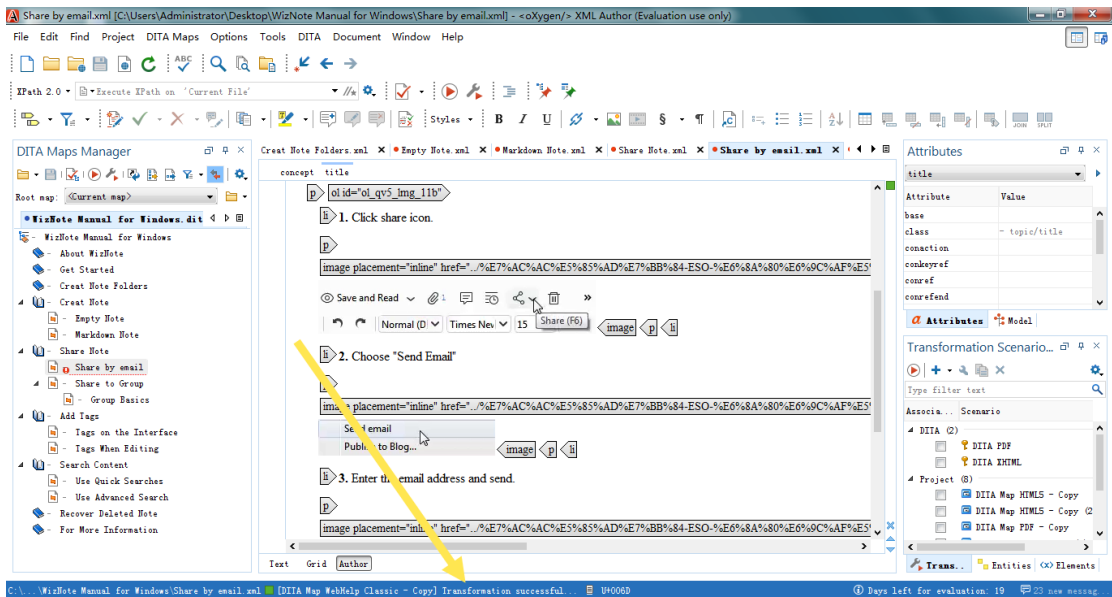 Share by email.xml [C:\Users\Administrator\Desktop\WizNote Manual for Windows\Share by email.xml] - <oXygen/> XML Author (Evaluation use only)
File Edit Find Project DITA Maps Options Tools DITA Document Window Help
XPath 2.0 Execute XPath on 'Current File'
Styles B I U § ¶ JOIN SPLIT
DITA Maps Manager
Root map: <Current map>
WizNote Manual for Windows.dit
WizNote Manual for Windows
About WizNote
Get Started
Creat Note Folders
Creat Note
Empty Note
Markdown Note
Share Note
Share by email
Share to Group
Group Basics
Add Tags
Tags on the Interface
Tags When Editing
Search Content
Use Quick Searches
Use Advanced Search
Recover Deleted Note
For More Information
Creat Note Folders.xml Empty Note.xml Markdown Note.xml Share Note.xml Share by email.xml
concept title
p ol id="ol_qv5_lmg_11b"
li 1. Click share icon.
p
image placement="inline" href="../%E7%AC%AC%E5%85%AD%E7%BB%84-ESO-%E6%8A%80%E6%9C%AF%E5%
Save and Read 1
Normal (D Times Nev 15 Share (F6) image p li
li 2. Choose "Send Email"
p
image placement="inline" href="../%E7%AC%AC%E5%85%AD%E7%BB%84-ESO-%E6%8A%80%E6%9C%AF%E5%
Send email
Publish to Blog... image p li
li 3. Enter the email address and send.
p
image placement="inline" href="../%E7%AC%AC%E5%85%AD%E7%BB%84-ESO-%E6%8A%80%E6%9C%AF%E5%
Text Grid Author
Attributes
title
Attribute Value
base
class - topic/title
conaction
conkeyref
conref
conrefend
Attributes Model
Transformation Scenario...
Type filter text
Associa... Scenario
DITA (2)
DITA PDF
DITA XHTML
Project (8)
DITA Map HTML5 - Copy
DITA Map HTML5 - Copy (2
DITA Map PDF - Copy
Trans.. Entities Elements
C:\...\WizNote Manual for Windows\Share by email.xml [DITA Map WebHelp Classic - Copy] Transformation successful... U+006D Days left for evaluation: 19 23 new messag